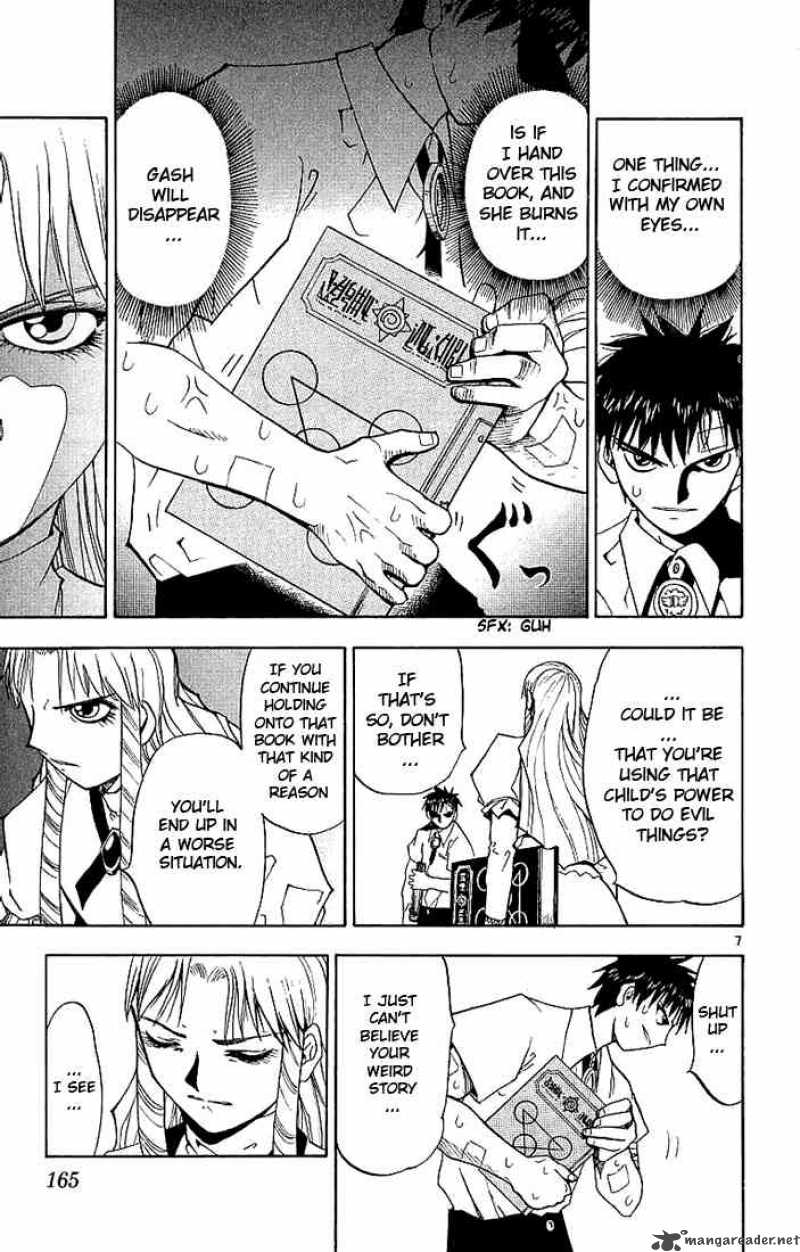 ONE THING...
I CONFIRMED
WITH MY OWN
EYES...
IS IF
I HAND
OVER THIS
BOOK, AND
SHE BURNS
IT...
GASH
WILL
DISAPPEAR
...
ぐっ
SFX: GUH
...
COULD IT BE
...
THAT YOU'RE
USING THAT
CHILD'S POWER
TO DO EVIL
THINGS?
IF
THAT'S
SO, DON'T
BOTHER
...
IF YOU
CONTINUE
HOLDING
ONTO THAT
BOOK WITH
THAT KIND
OF A
REASON
YOU'LL
END UP IN
A WORSE
SITUATION.
7
SHUT
UP
...
I JUST
CAN'T
BELIEVE
YOUR
WEIRD
STORY
...
...
I SEE
...
165
mangareader.net